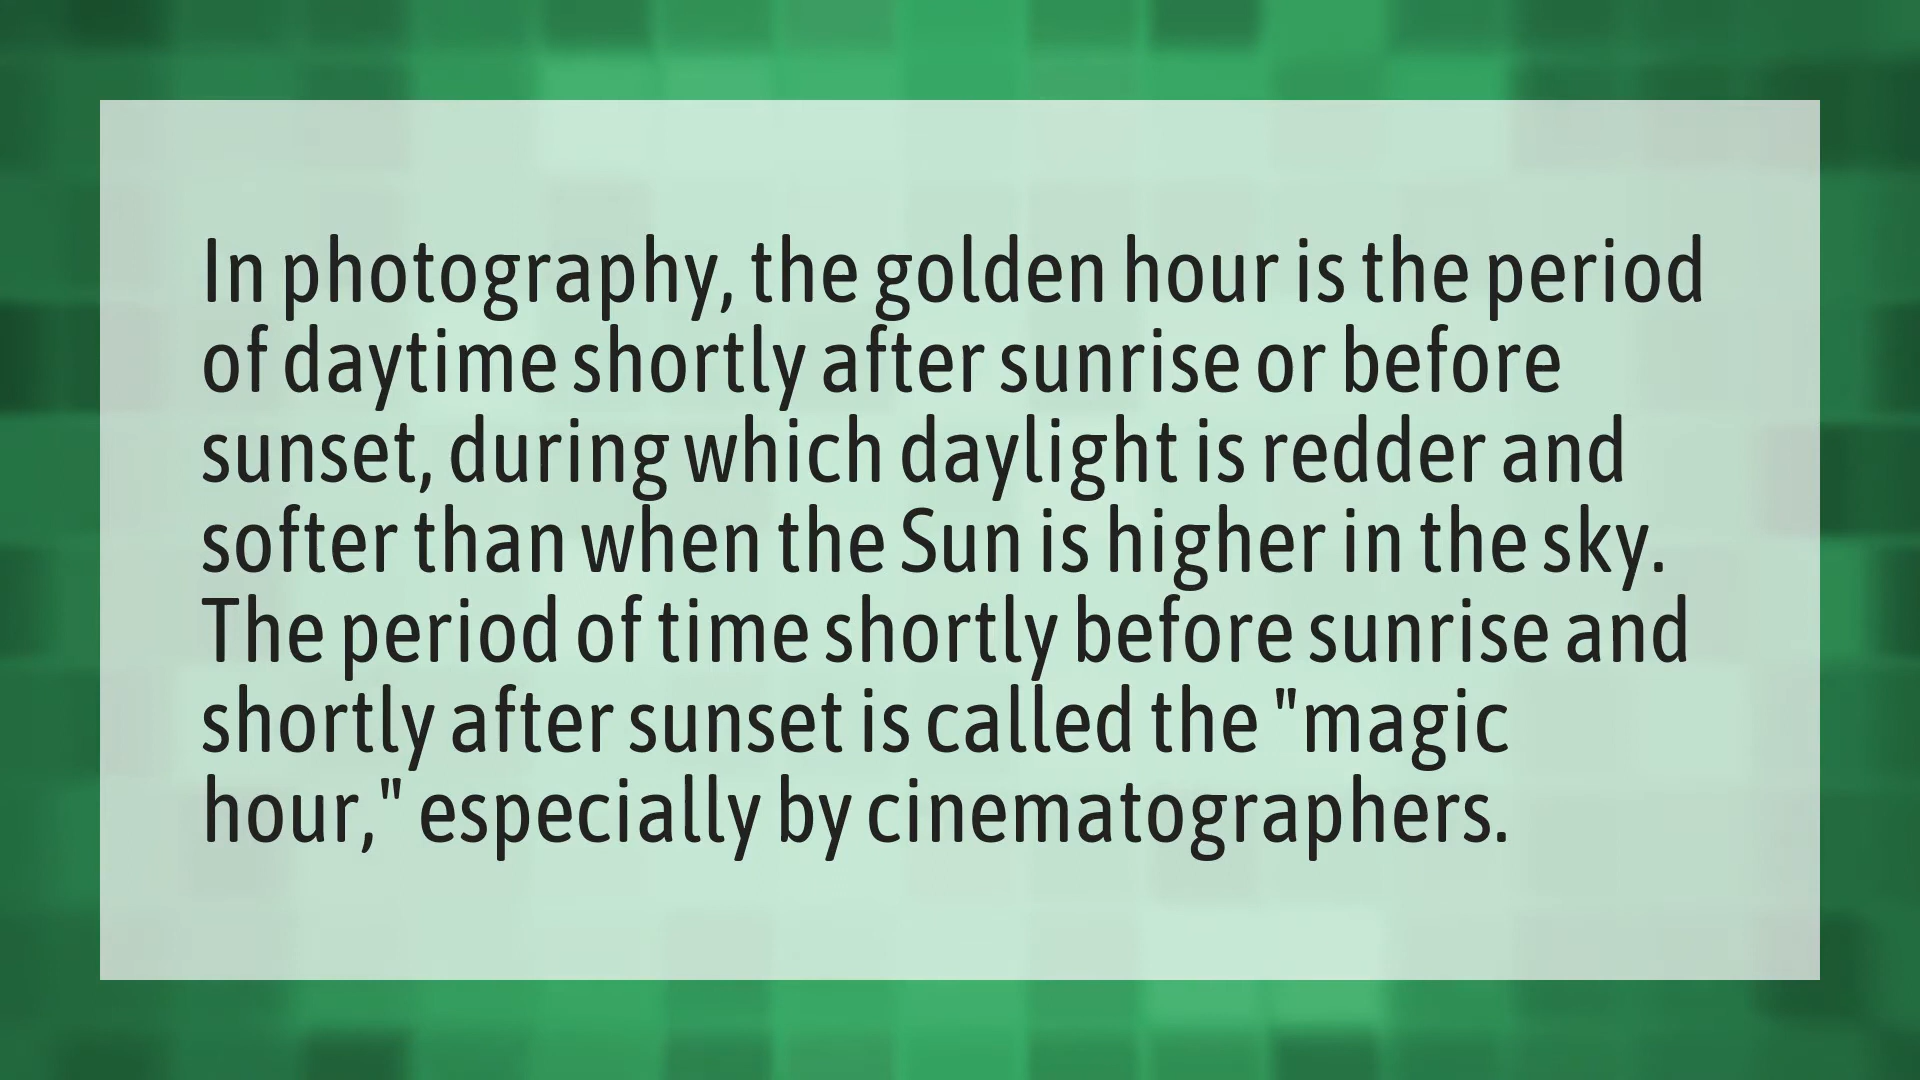 In photography, the golden hour is the period
of daytime shortly after sunrise or before
sunset, during which daylight is redder and
softer than when the Sun is higher in the sky.
The period of time shortly before sunrise and
shortly after sunset is called the "magic
hour," especially by cinematographers.